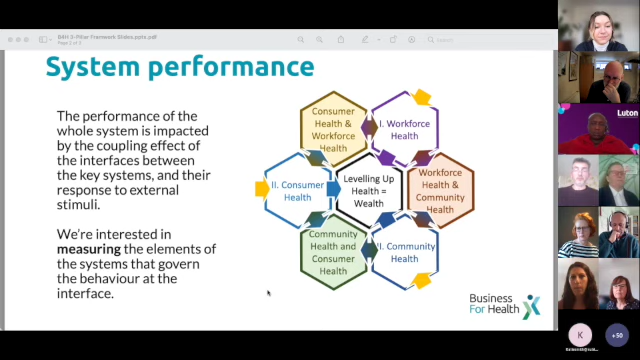 B4H 3-Pillar Framework Slides.pptx.pdf
Page 2 of 3
Search
System performance
The performance of the
whole system is impacted
by the coupling effect of
the interfaces between
the key systems, and their
response to external
stimuli.
We're interested in
measuring the elements of
the systems that govern
the behaviour at the
interface.
Consumer
Health &
Workforce
Health
I. Workforce
Health
II. Consumer
Health
Levelling Up
Health =
Wealth
Workforce
Health &
Community
Health
Community
Health and
Consumer
Health
Community
Health
Business
For Health
Luton
K
+50